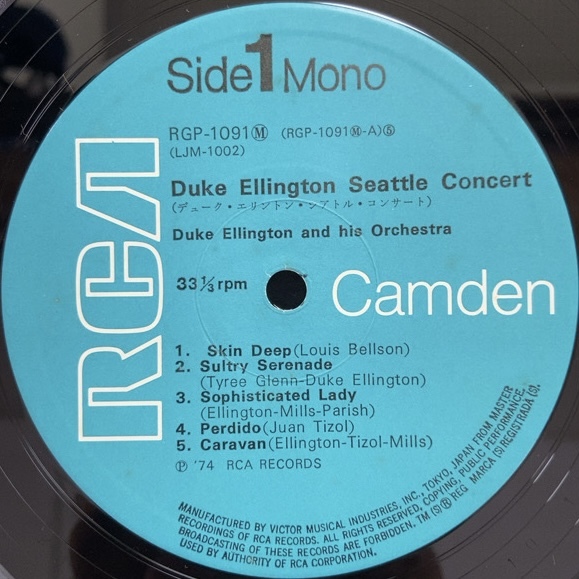 Side 1 Mono
RGP-1091Ⓜ (RGP-1091Ⓜ-A)⑤
(LJM-1002)
Duke Ellington Seattle Concert
(デューク・エリントン・シアトル・コンサート)
Duke Ellington and his Orchestra
33⅓ rpm
RCA
Camden
1. Skin Deep(Louis Bellson)
2. Sultry Serenade
(Tyree Glenn-Duke Ellington)
3. Sophisticated Lady
(Ellington-Mills-Parish)
4. Perdido(Juan Tizol)
5. Caravan(Ellington-Tizol-Mills)
Ⓟ '74 RCA RECORDS
MANUFACTURED BY VICTOR MUSICAL INDUSTRIES, INC. TOKYO, JAPAN FROM MASTER
RECORDINGS OF RCA RECORDS. ALL RIGHTS RESERVED, COPYING, PUBLIC PERFORMANCE,
BROADCASTING OF THESE RECORDS ARE FORBIDDEN. TM (S) ® REG MARCA (S) REGISTRADA (S).
USED BY AUTHORITY OF RCA CORPORATION.